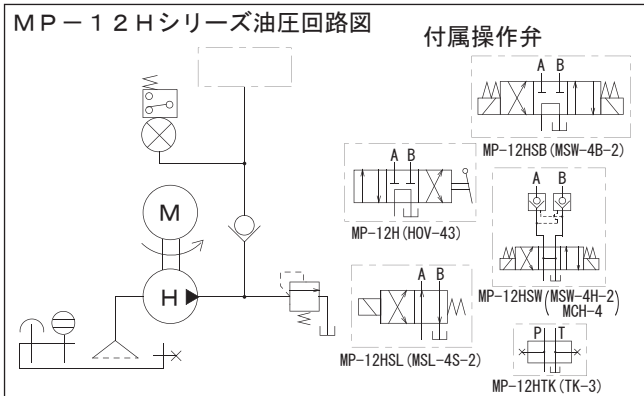 MP－12Hシリーズ油圧回路図
付属操作弁
A B
MP-12HSB(MSW-4B-2)
A B
MP-12H(HOV-43)
A B
MP-12HSW(MSW-4H-2)
MCH-4
A B
MP-12HSL(MSL-4S-2)
P T
MP-12HTK(TK-3)
M
H